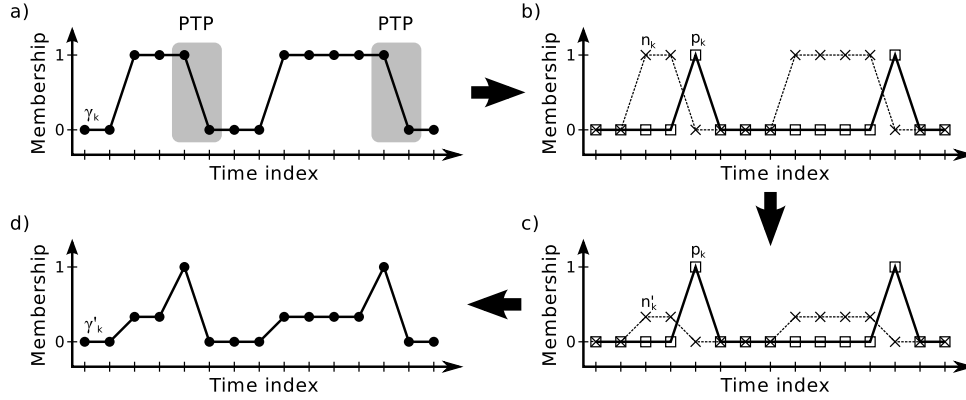 a)
PTP
PTP
Membership
1
0
γk
Time index
b)
Membership
1
0
nk
pk
Time index
d)
Membership
1
0
γ'k
Time index
c)
Membership
1
0
n'k
pk
Time index